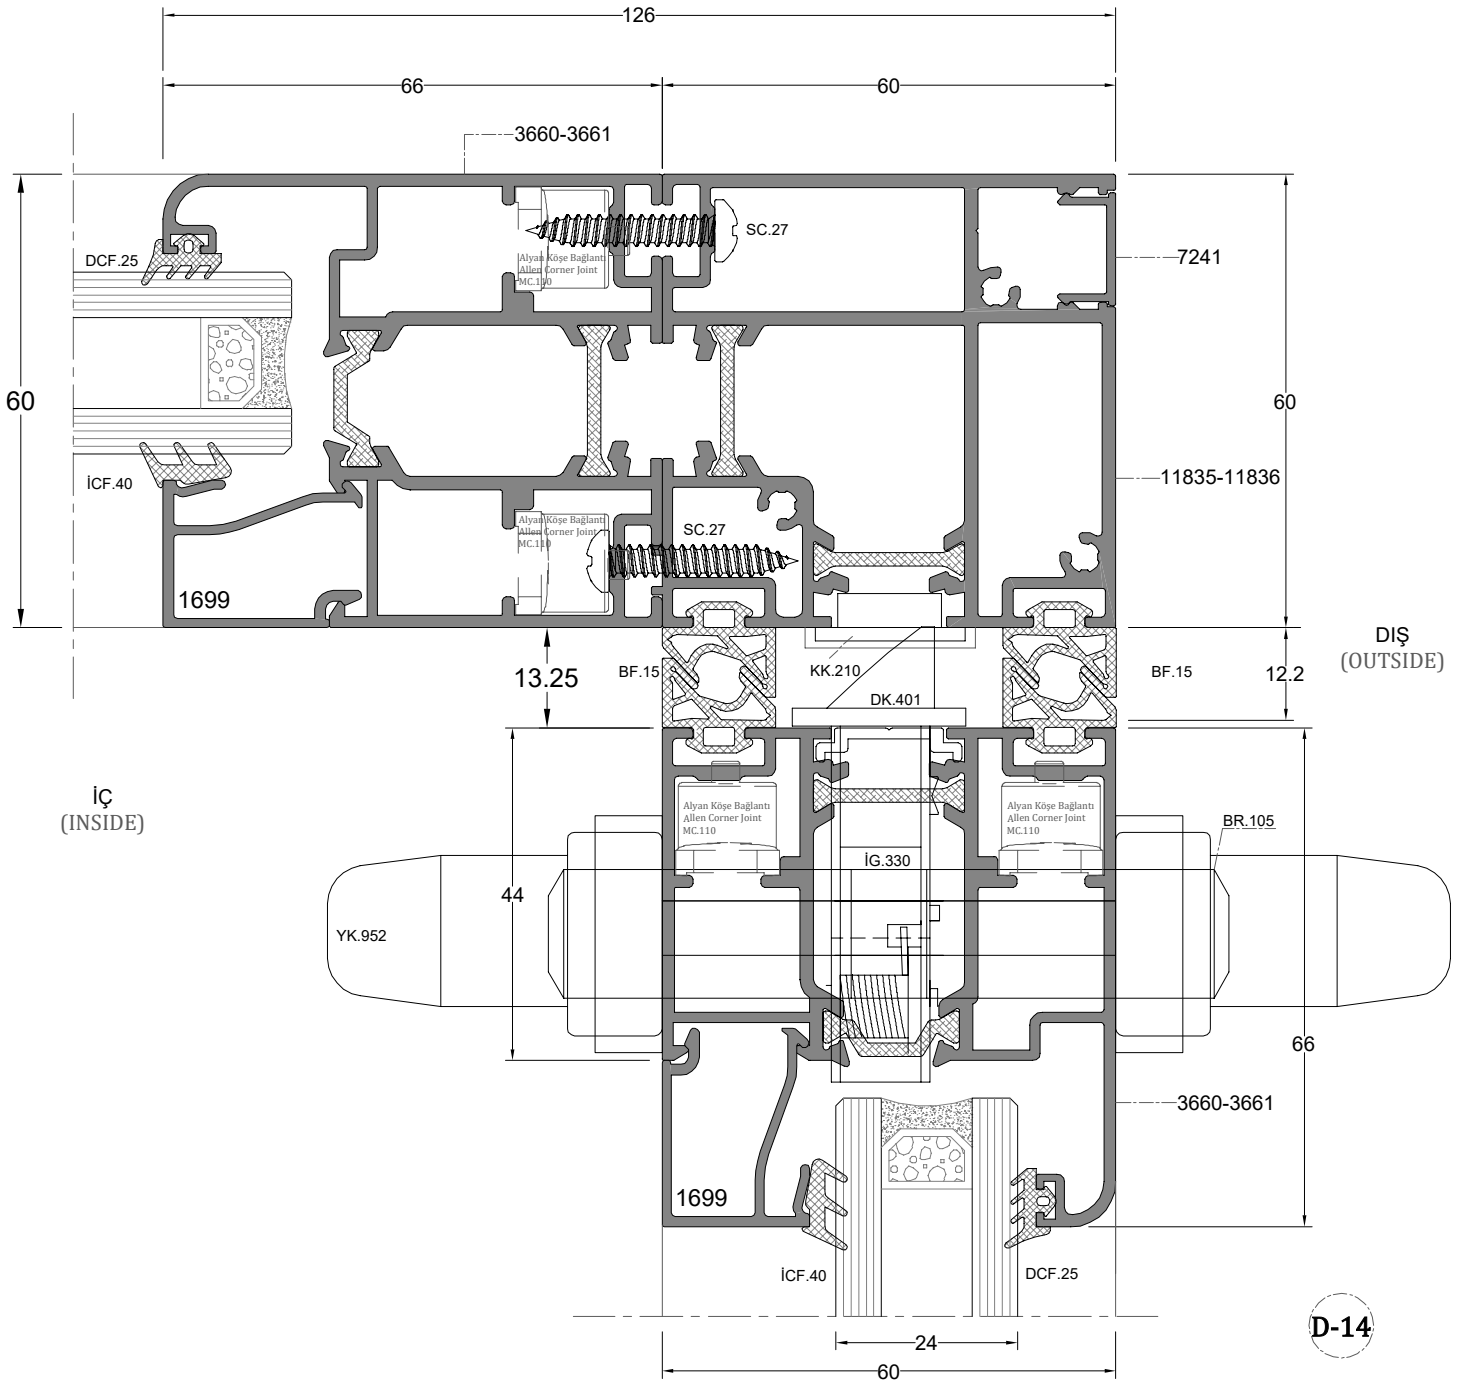 126
66
60
3660-3661
SC.27
DCF.25
7241
Alyan Köşe Bağlantı
Allen Corner Joint
MC.110
60
60
11835-11836
İCF.40
Alyan Köşe Bağlantı
Allen Corner Joint
MC.110
SC.27
1699
DIŞ
(OUTSIDE)
13.25
BF.15
KK.210
BF.15
12.2
DK.401
İÇ
(INSIDE)
Alyan Köşe Bağlantı
Allen Corner Joint
MC.110
Alyan Köşe Bağlantı
Allen Corner Joint
MC.110
BR.105
İG.330
44
YK.952
66
3660-3661
1699
İCF.40
DCF.25
D-14
24
60